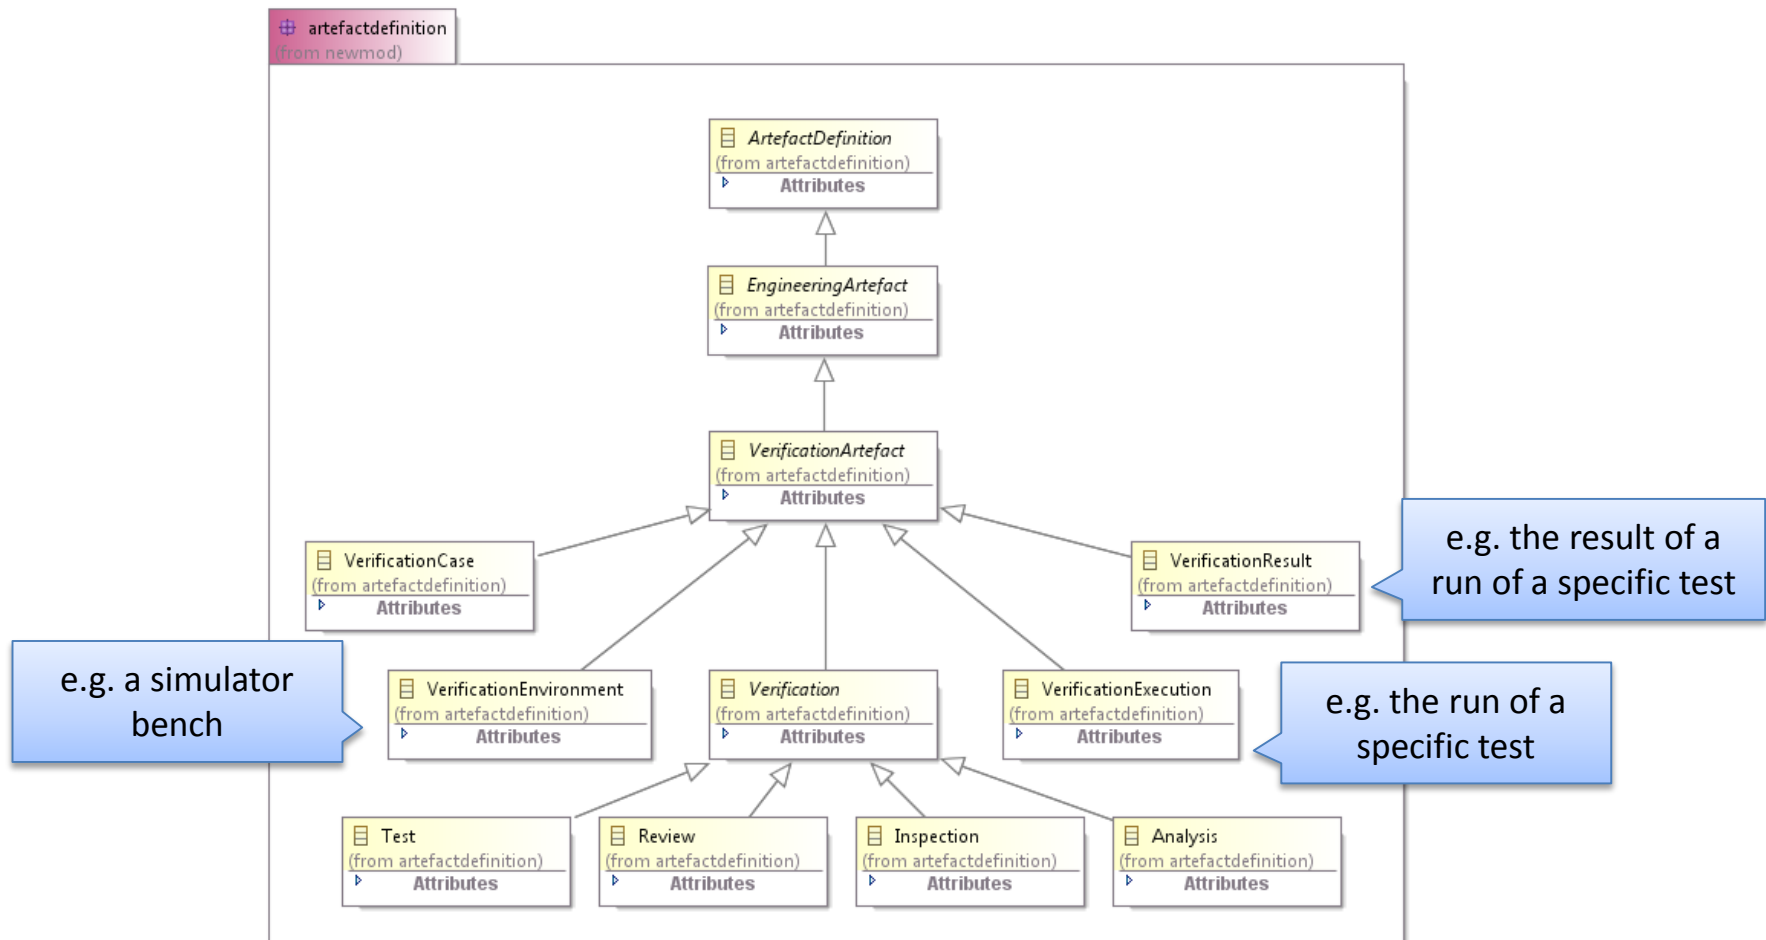 artefactdefinition
(from newmod)
ArtefactDefinition
(from artefactdefinition)
Attributes
EngineeringArtefact
(from artefactdefinition)
Attributes
VerificationArtefact
(from artefactdefinition)
Attributes
VerificationCase
(from artefactdefinition)
Attributes
VerificationResult
(from artefactdefinition)
Attributes
e.g. the result of a
run of a specific test
e.g. a simulator
bench
VerificationEnvironment
(from artefactdefinition)
Attributes
Verification
(from artefactdefinition)
Attributes
VerificationExecution
(from artefactdefinition)
Attributes
e.g. the run of a
specific test
Test
(from artefactdefinition)
Attributes
Review
(from artefactdefinition)
Attributes
Inspection
(from artefactdefinition)
Attributes
Analysis
(from artefactdefinition)
Attributes